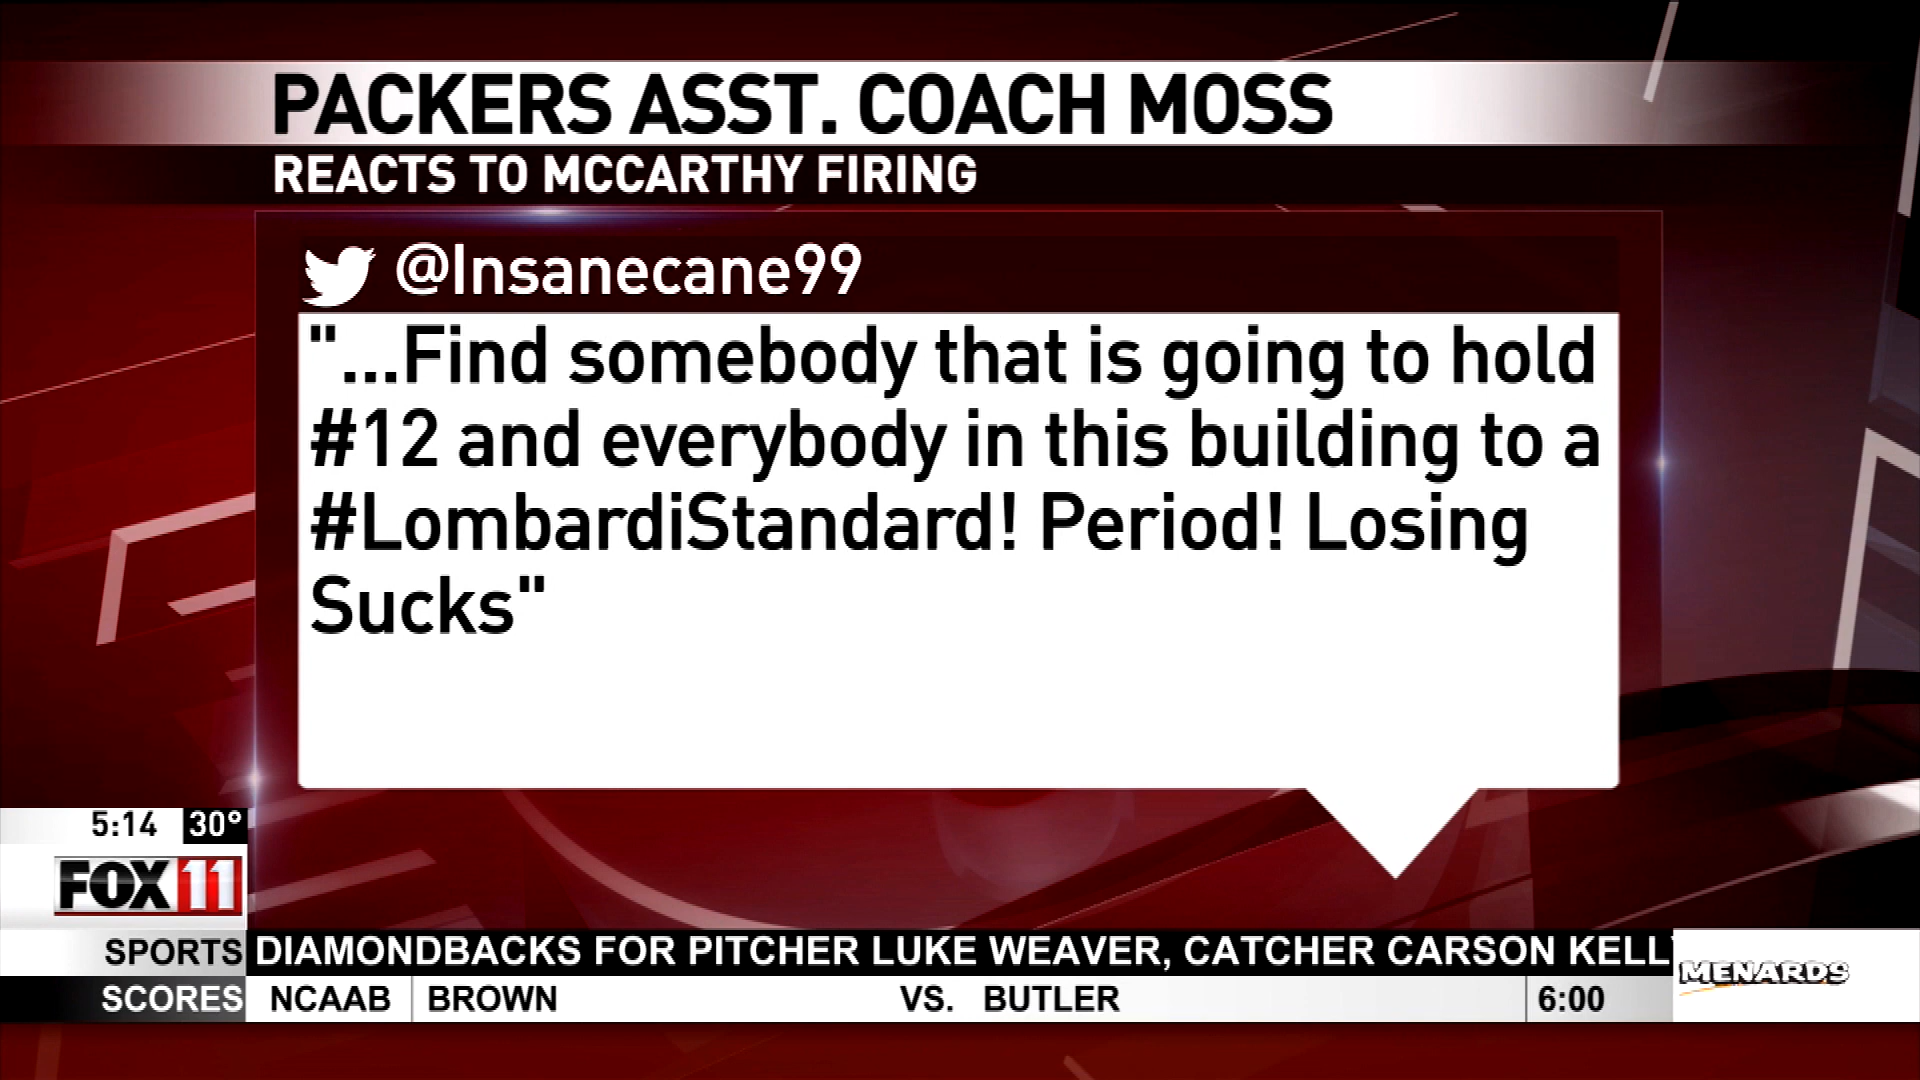 PACKERS ASST. COACH MOSS
REACTS TO MCCARTHY FIRING
@Insanecane99
"...Find somebody that is going to hold
#12 and everybody in this building to a
#LombardiStandard! Period! Losing
Sucks"
5:14 30°
FOX 11
SPORTS DIAMONDBACKS FOR PITCHER LUKE WEAVER, CATCHER CARSON KELL
MENARDS
SCORES NCAAB BROWN VS. BUTLER 6:00